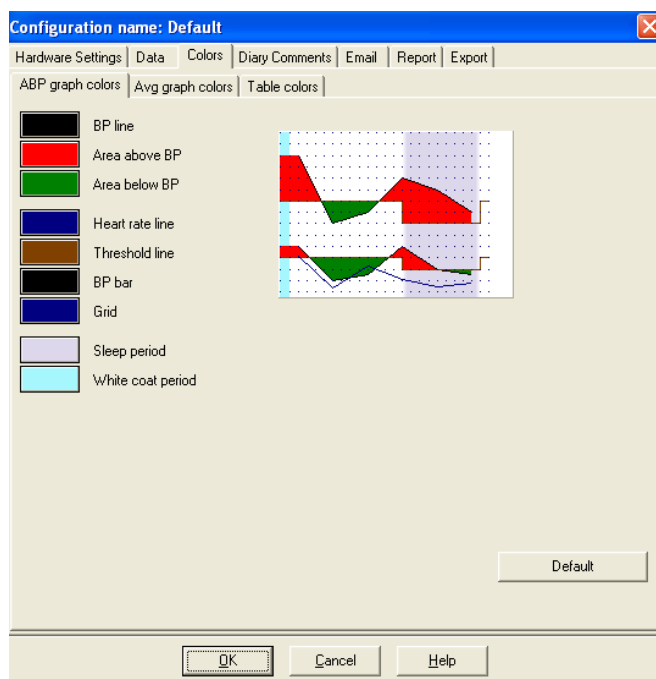 Configuration name: Default
Hardware Settings Data Colors Diary Comments Email Report Export
ABP graph colors Avg graph colors Table colors
BP line
Area above BP
Area below BP
Heart rate line
Threshold line
BP bar
Grid
Sleep period
White coat period
Default
OK Cancel Help